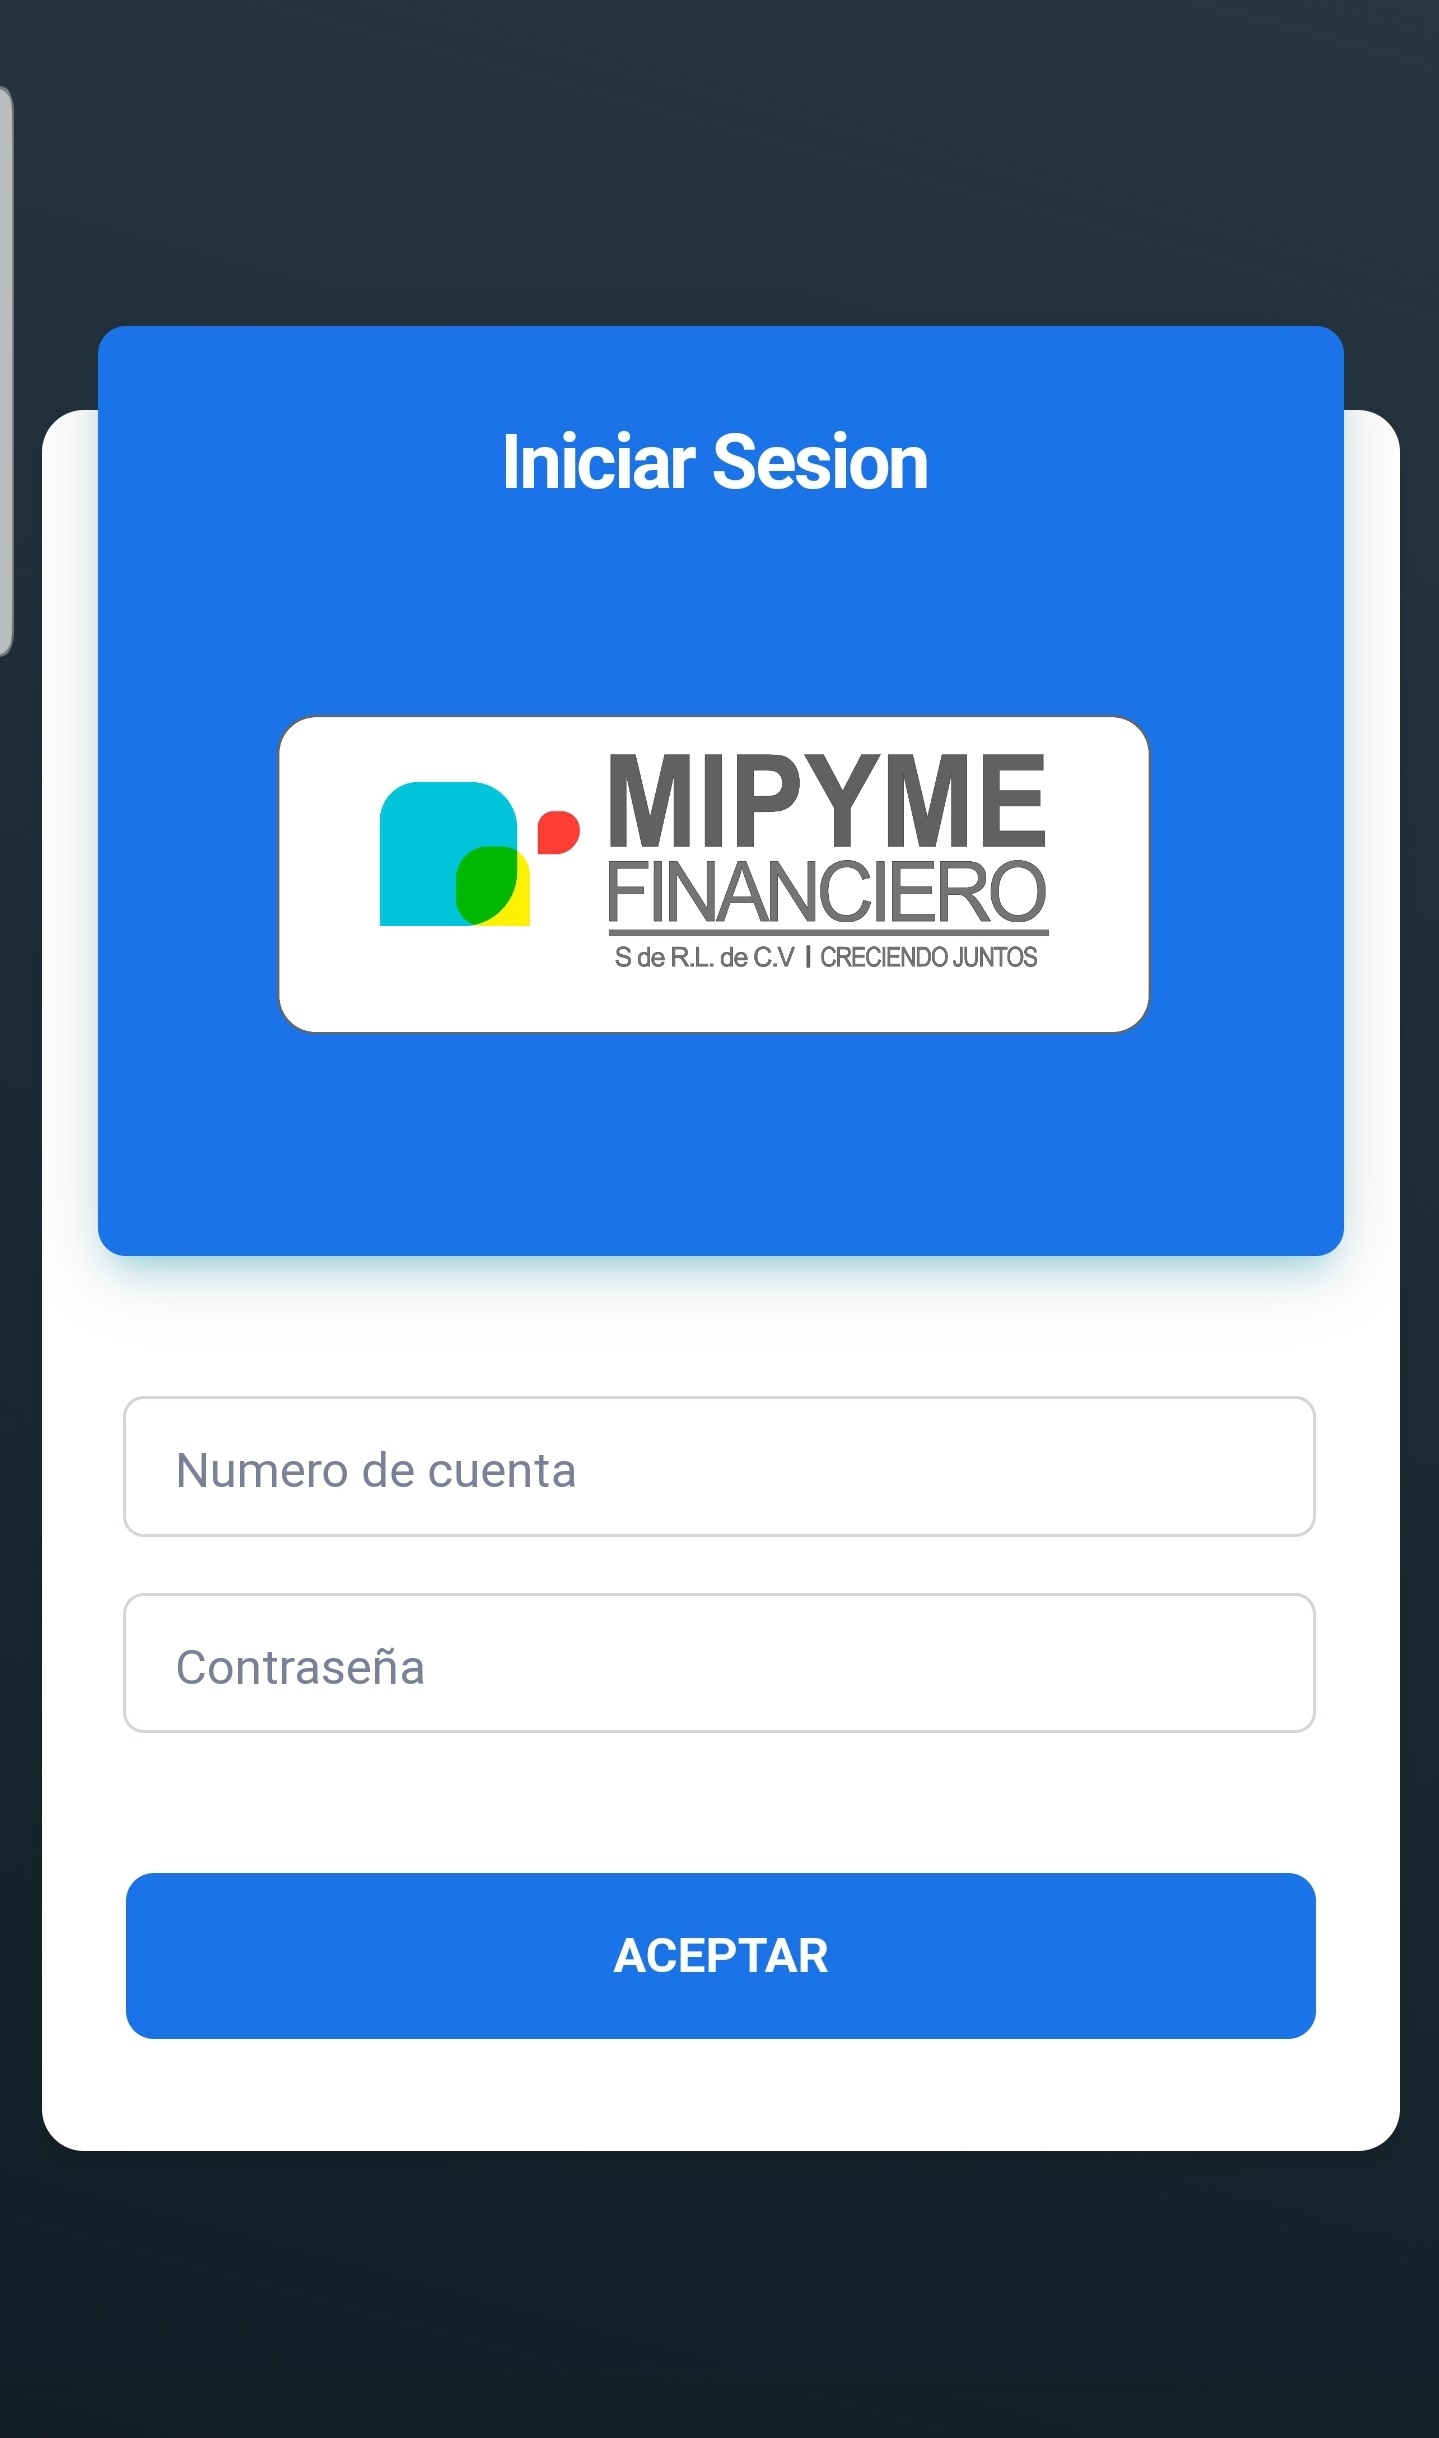 Iniciar Sesion
MIPYME
FINANCIERO
S de R.L. de C.V | CRECIENDO JUNTOS
Numero de cuenta
Contraseña
ACEPTAR